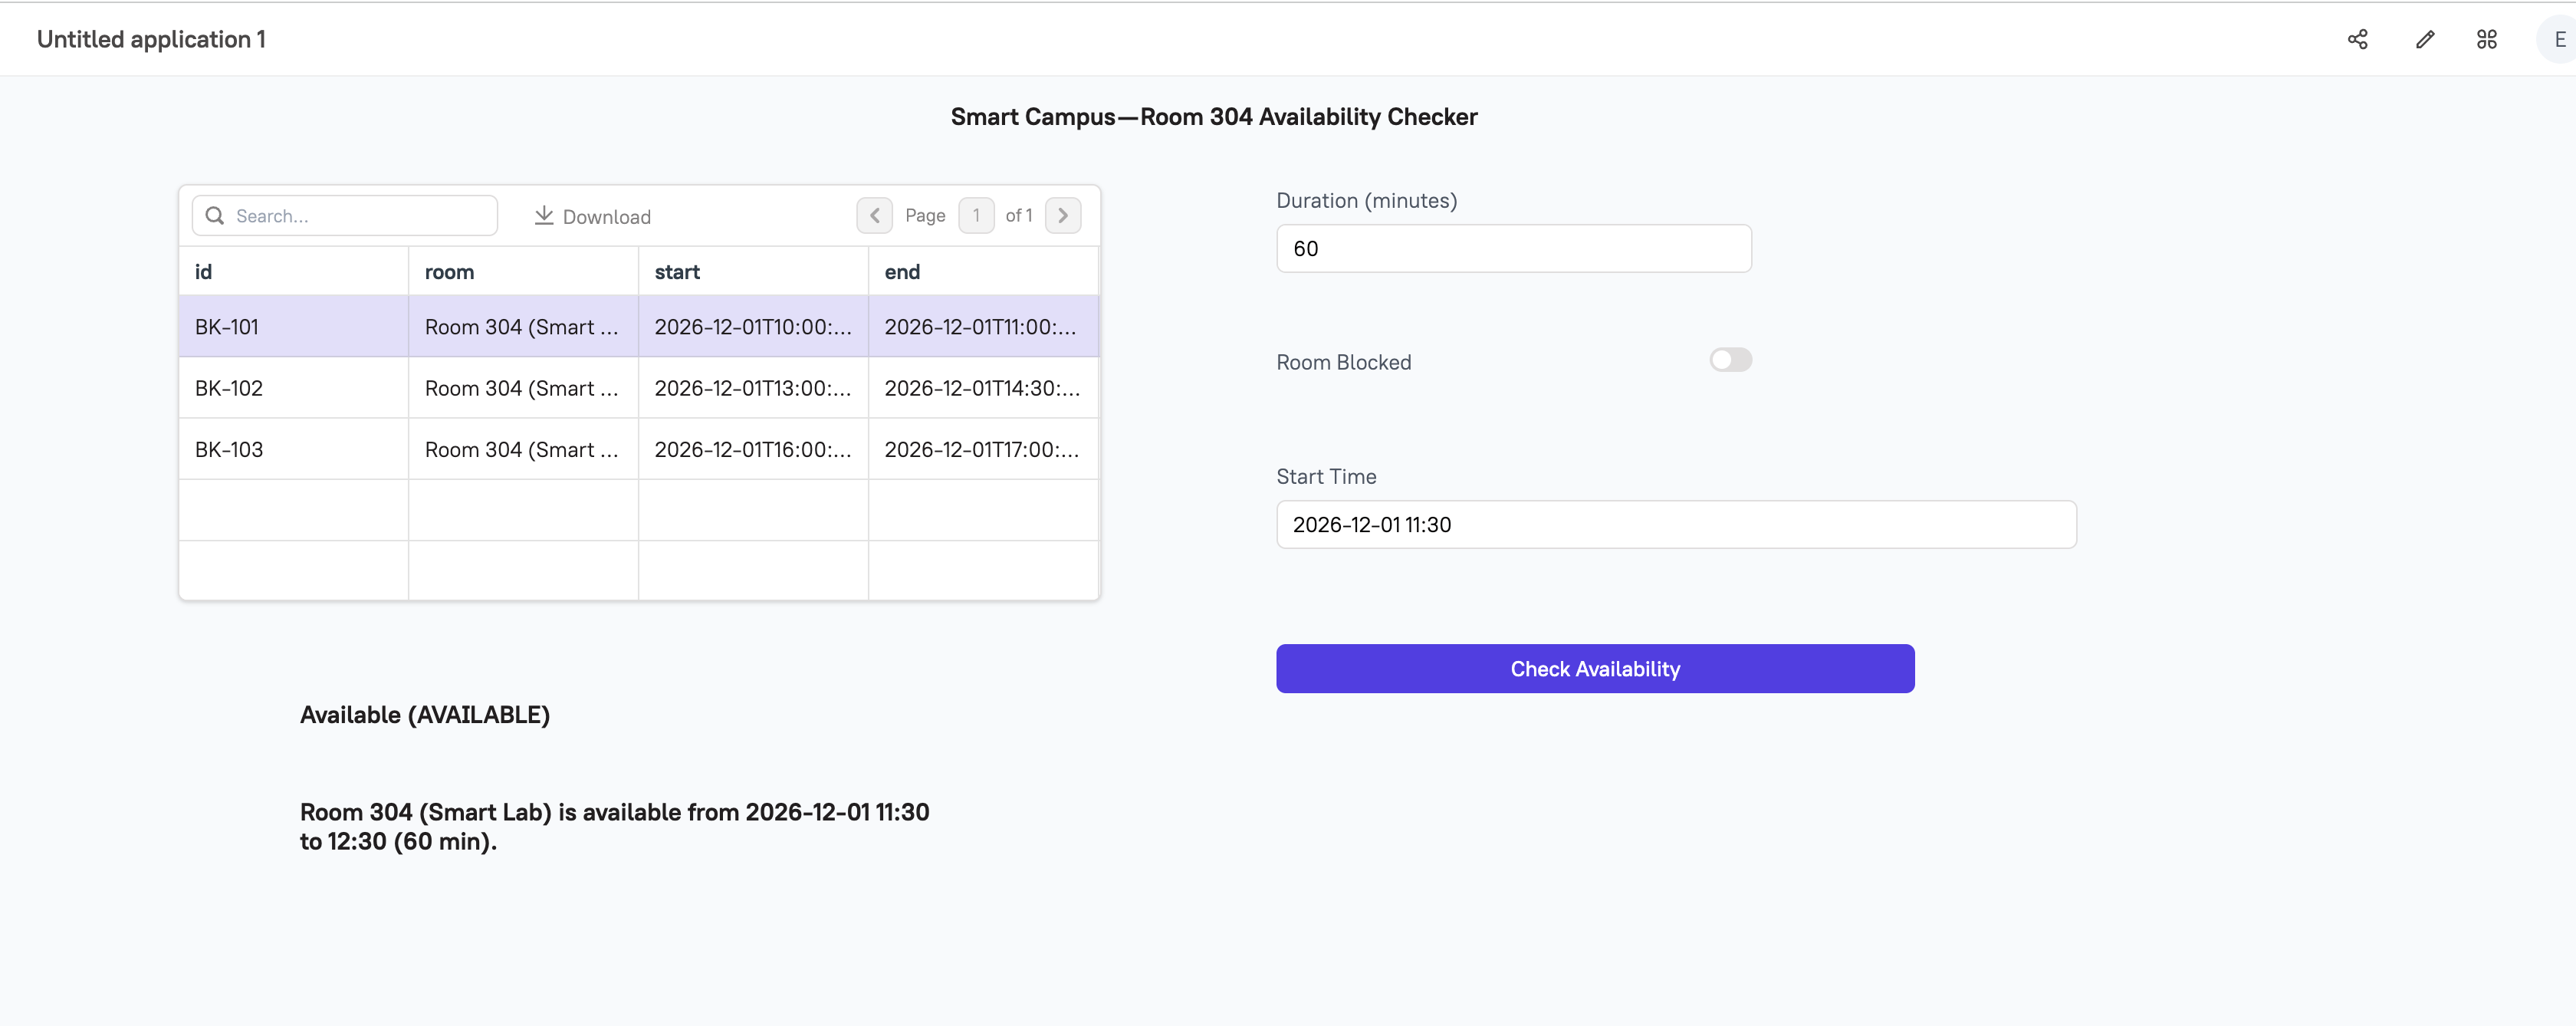 Untitled application 1
E
Smart Campus—Room 304 Availability Checker
Search...
Download
Page 1 of 1
id room start end
BK-101 Room 304 (Smart ... 2026-12-01T10:00:... 2026-12-01T11:00:...
BK-102 Room 304 (Smart ... 2026-12-01T13:00:... 2026-12-01T14:30:...
BK-103 Room 304 (Smart ... 2026-12-01T16:00:... 2026-12-01T17:00:...
Duration (minutes)
60
Room Blocked
Start Time
2026-12-01 11:30
Check Availability
Available (AVAILABLE)
Room 304 (Smart Lab) is available from 2026-12-01 11:30
to 12:30 (60 min).